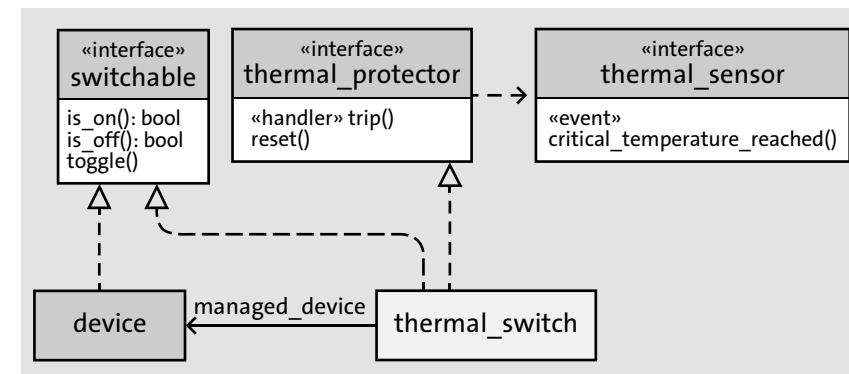 «interface»
switchable
is_on(): bool
is_off(): bool
toggle()
«interface»
thermal_protector
«handler» trip()
reset()
«interface»
thermal_sensor
«event»
critical_temperature_reached()
device
managed_device
thermal_switch